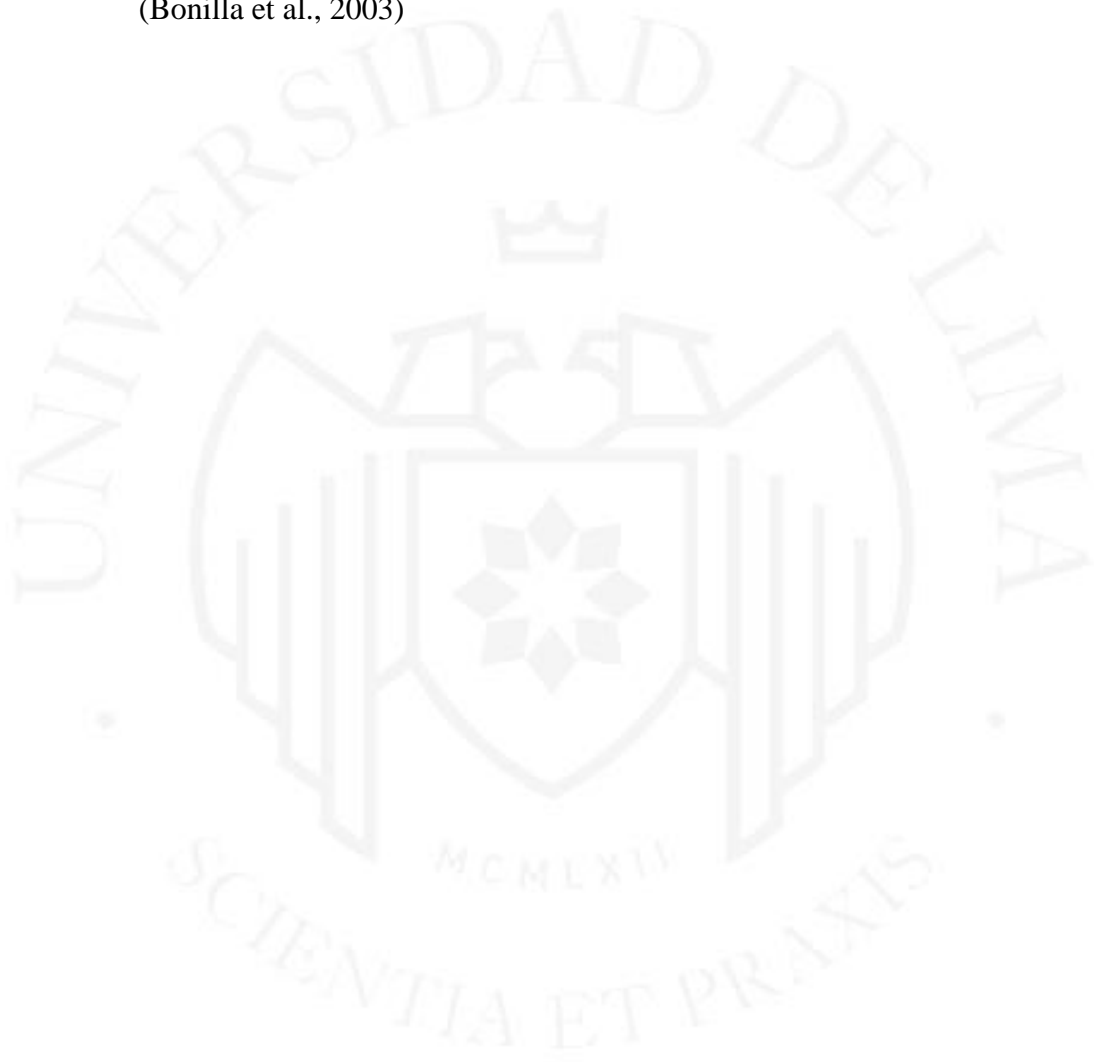 (Bonilla et al., 2003)
UNIVERSIDAD DE LIMA
MCMLXII
SCIENTIA ET PRAXIS